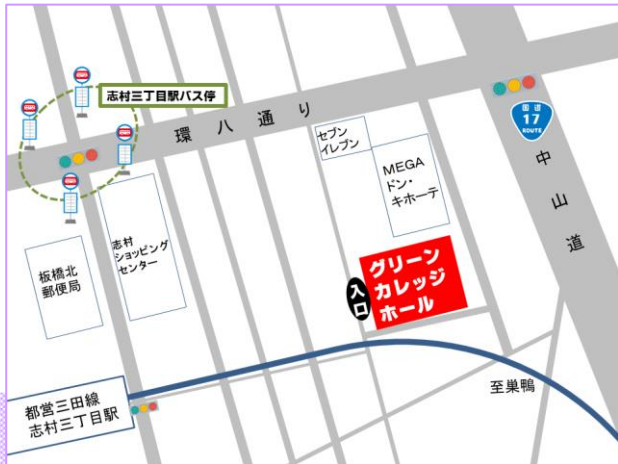 志村三丁目駅バス停
環八通り
国道
17
ROUTE
中山道
セブン
イレブン
MEGA
ドン・
キホーテ
志村
ショッピング
センター
板橋北
郵便局
グリーン
カレッジ
ホール
入口
都営三田線
志村三丁目駅
至巣鴨